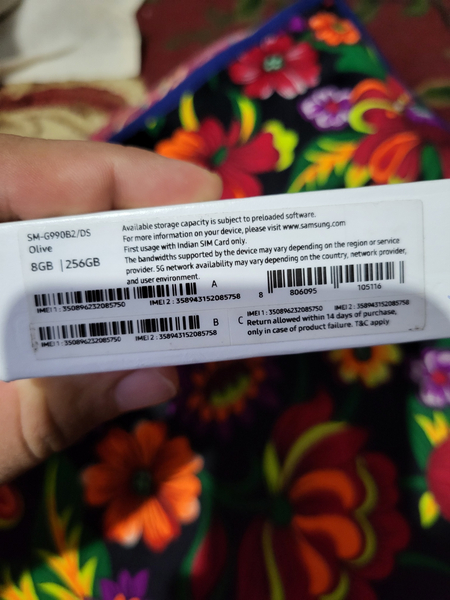 SM-G990B2/DS
Olive
8GB | 256GB
Available storage capacity is subject to preloaded software.
For more information on your device, please visit www.samsung.com
First usage with Indian SIM Card only.
The bandwidths supported by the device may vary depending on the region or service
provider. 5G network availability may vary depending on the country, network provider,
and user environment.
A
IMEI 1 : 350896232085750 IMEI 2 : 358943152085758
8 806095 105116
B
IMEI 1 : 350896232085750 IMEI 2 : 358943152085758
C IMEI 1 : 350896232085750 IMEI 2 : 358943152085758
Return allowed within 14 days of purchase,
only in case of product failure. T&C apply